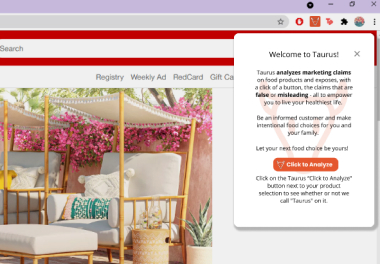 Search
Welcome to Taurus!
Taurus analyzes marketing claims
on food products and exposes, with
a click of a button, the claims that are
false or misleading - all to empower
you to live your healthiest life.
Registry Weekly Ad RedCard Gift Ca
Be an informed customer and make
intentional food choices for you and
your family.
Let your next food choice be yours!
Click to Analyze
Click on the Taurus "Click to Analyze"
button next to your product
selection to see whether or not we
call "Taurus" on it.